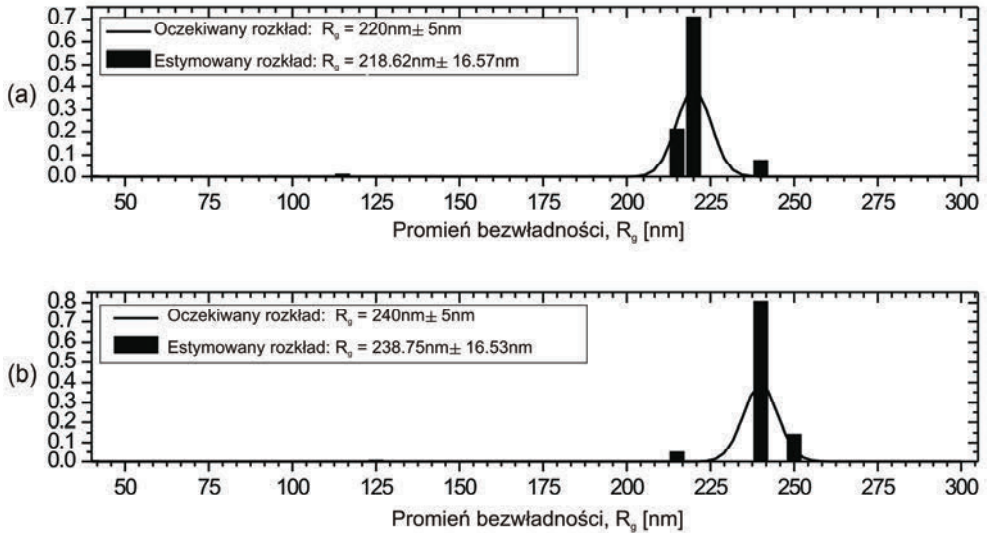 (a)
0.7
0.6
0.5
0.4
0.3
0.2
0.1
0.0
Oczekiwany rozkład: R_g = 220nm± 5nm
Estymowany rozkład: R_g = 218.62nm± 16.57nm
50 75 100 125 150 175 200 225 250 275 300
Promień bezwładności, R_g [nm]
(b)
0.8
0.7
0.6
0.5
0.4
0.3
0.2
0.1
0.0
Oczekiwany rozkład: R_g = 240nm± 5nm
Estymowany rozkład: R_g = 238.75nm± 16.53nm
50 75 100 125 150 175 200 225 250 275 300
Promień bezwładności, R_g [nm]